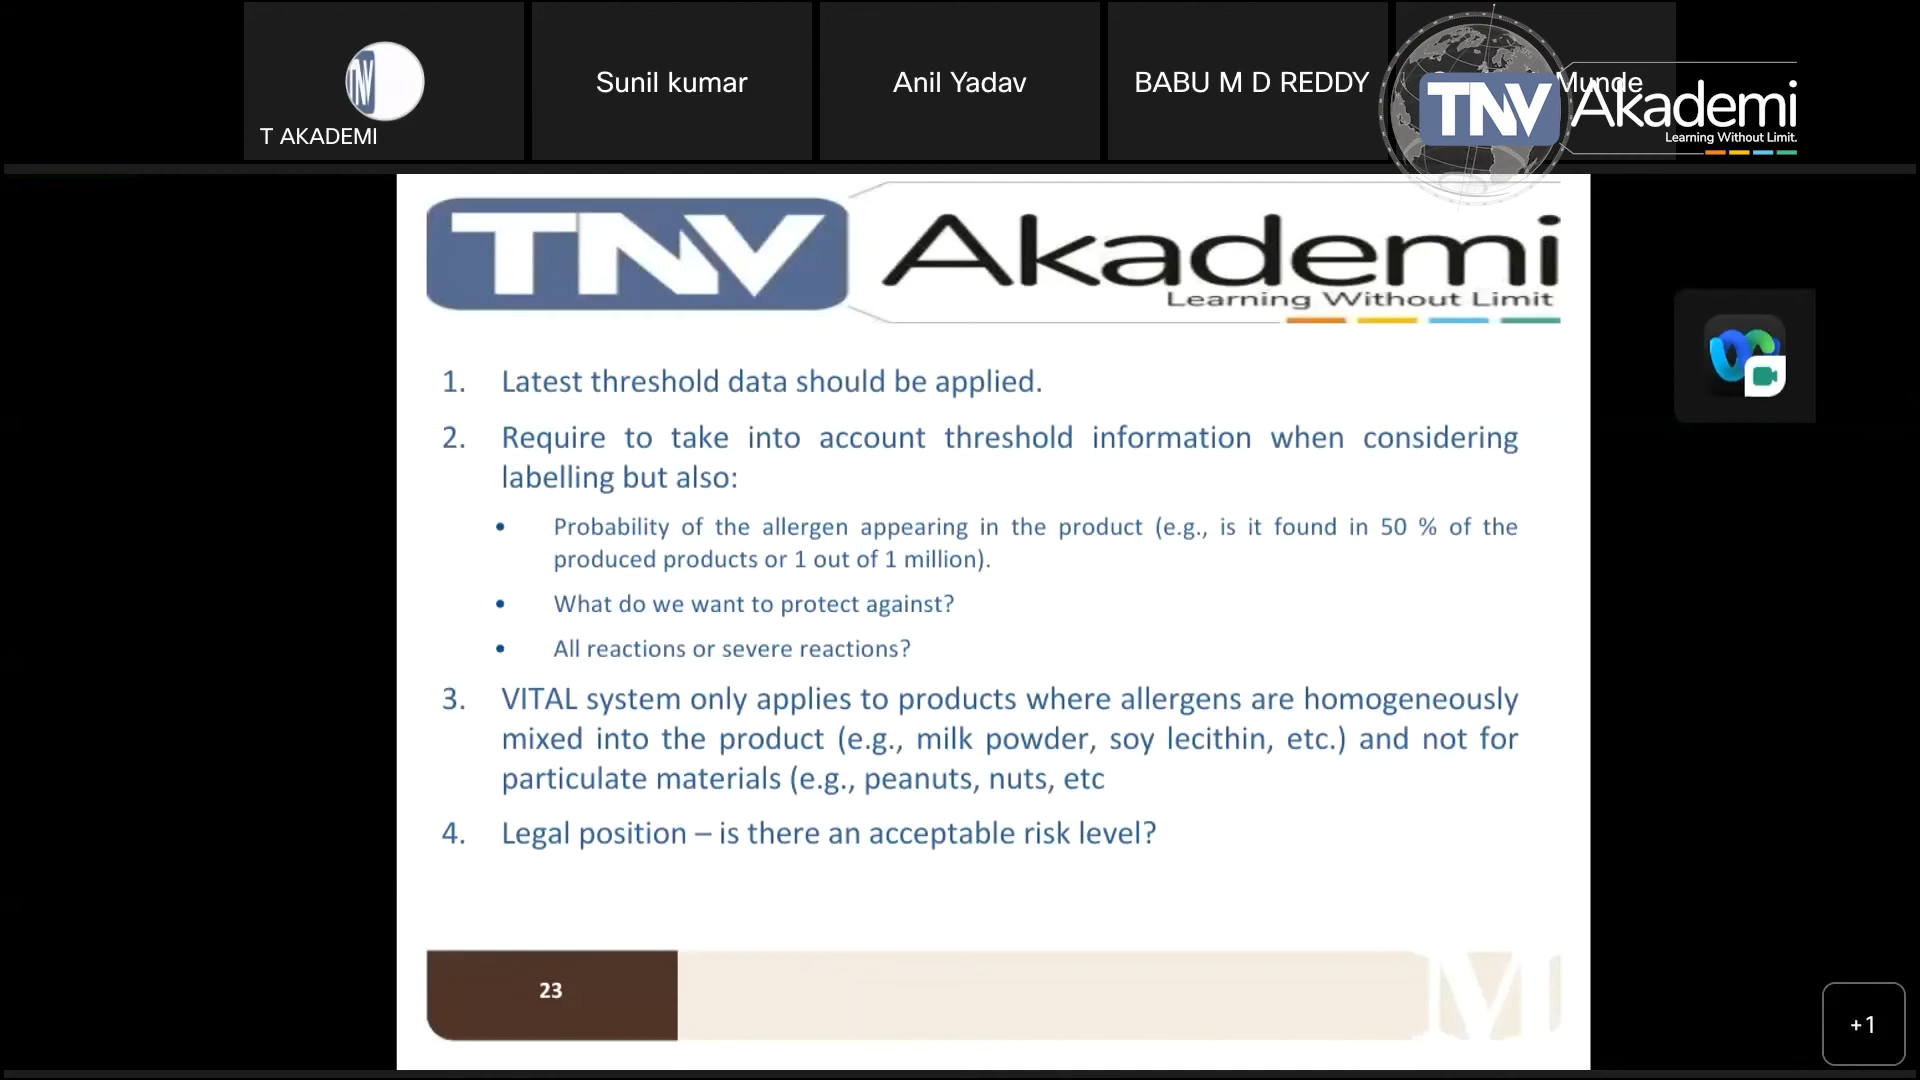 T AKADEMI
Sunil kumar
Anil Yadav
BABU M D REDDY
Munde
TNV Akademi
Learning Without Limit.
TNV Akademi
Learning Without Limit
1. Latest threshold data should be applied.
2. Require to take into account threshold information when considering
labelling but also:
• Probability of the allergen appearing in the product (e.g., is it found in 50 % of the
produced products or 1 out of 1 million).
• What do we want to protect against?
• All reactions or severe reactions?
3. VITAL system only applies to products where allergens are homogeneously
mixed into the product (e.g., milk powder, soy lecithin, etc.) and not for
particulate materials (e.g., peanuts, nuts, etc
4. Legal position – is there an acceptable risk level?
23
+1